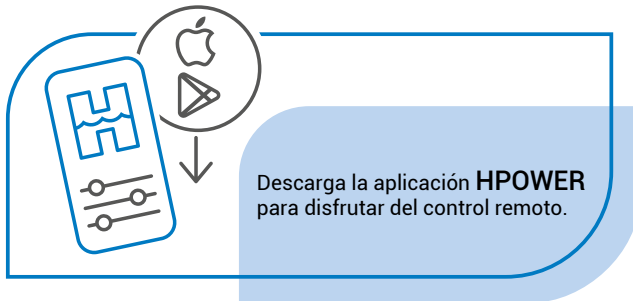 Descarga la aplicación HPOWER
para disfrutar del control remoto.